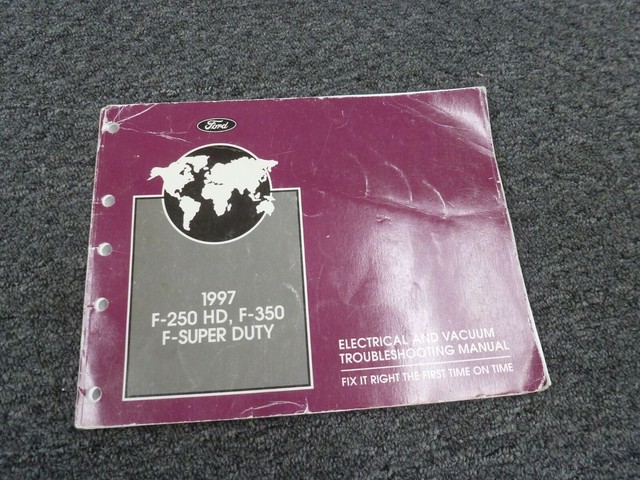 Ford
1997
F-250 HD, F-350
F-SUPER DUTY
ELECTRICAL AND VACUUM
TROUBLESHOOTING MANUAL
FIX IT RIGHT THE FIRST TIME ON TIME